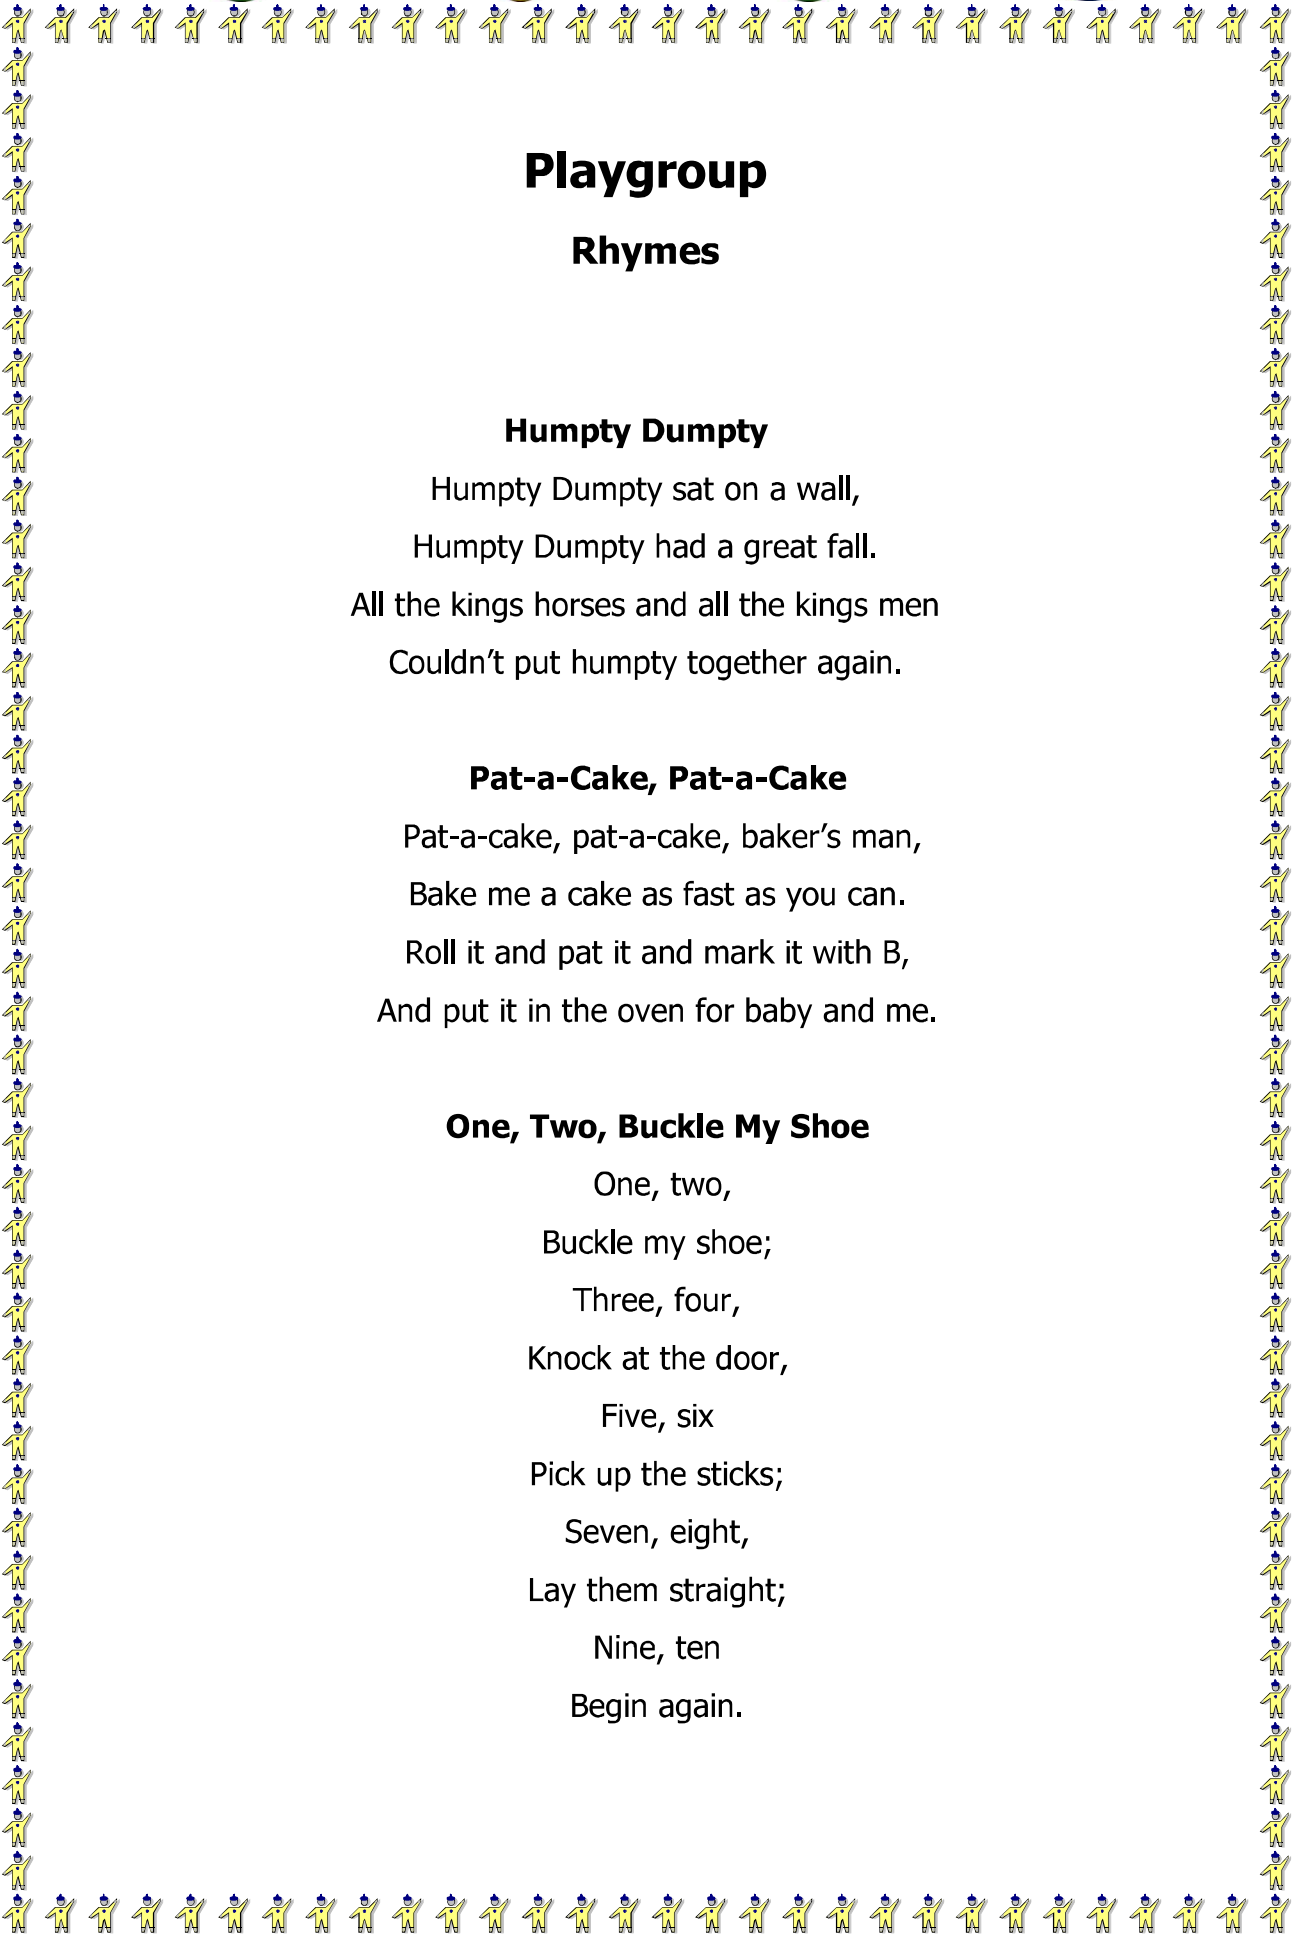 Playgroup
Rhymes
Humpty Dumpty
Humpty Dumpty sat on a wall,
Humpty Dumpty had a great fall.
All the kings horses and all the kings men
Couldn’t put humpty together again.
Pat-a-Cake, Pat-a-Cake
Pat-a-cake, pat-a-cake, baker’s man,
Bake me a cake as fast as you can.
Roll it and pat it and mark it with B,
And put it in the oven for baby and me.
One, Two, Buckle My Shoe
One, two,
Buckle my shoe;
Three, four,
Knock at the door,
Five, six
Pick up the sticks;
Seven, eight,
Lay them straight;
Nine, ten
Begin again.